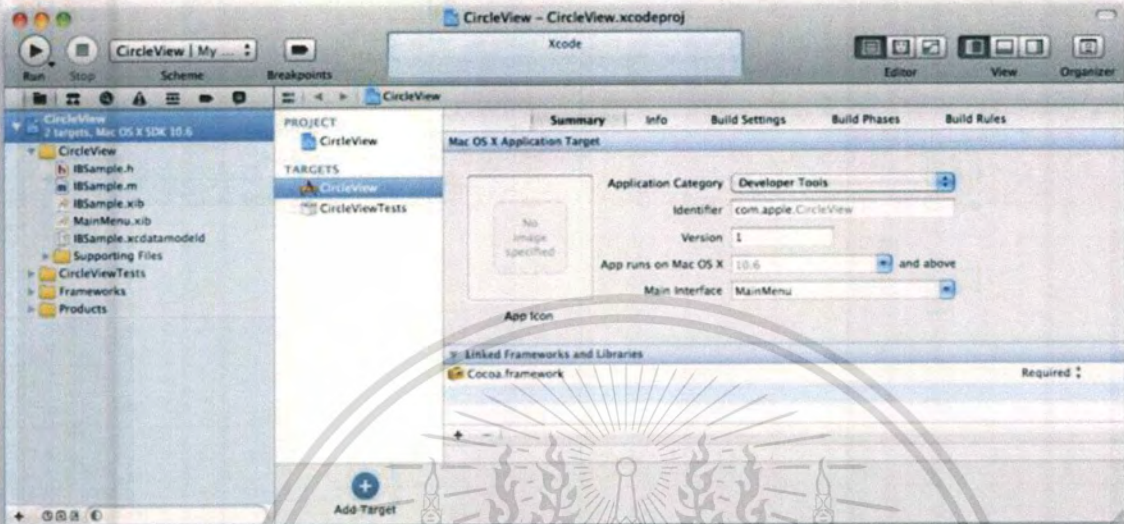 CircleView – CircleView.xcodeproj
CircleView | My ...
Xcode
Run Stop Scheme Breakpoints Editor View Organizer
CircleView
CircleView
2 targets, Mac OS X SDK 10.6
CircleView
IBSample.h
IBSample.m
IBSample.xib
MainMenu.xib
IBSample.xcdatamodeld
Supporting Files
CircleViewTests
Frameworks
Products
PROJECT
CircleView
TARGETS
CircleView
CircleViewTests
Add Target
Summary Info Build Settings Build Phases Build Rules
Mac OS X Application Target
No image specified
App Icon
Application Category Developer Tools
Identifier com.apple.CircleView
Version 1
App runs on Mac OS X 10.6 and above
Main Interface MainMenu
Linked Frameworks and Libraries
Cocoa.framework Required